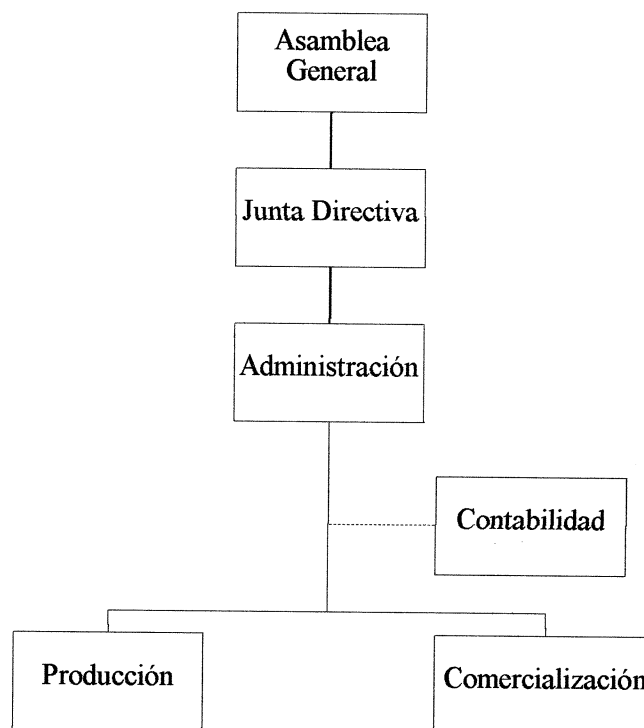 Asamblea
General
Junta Directiva
Administración
Contabilidad
Producción
Comercialización